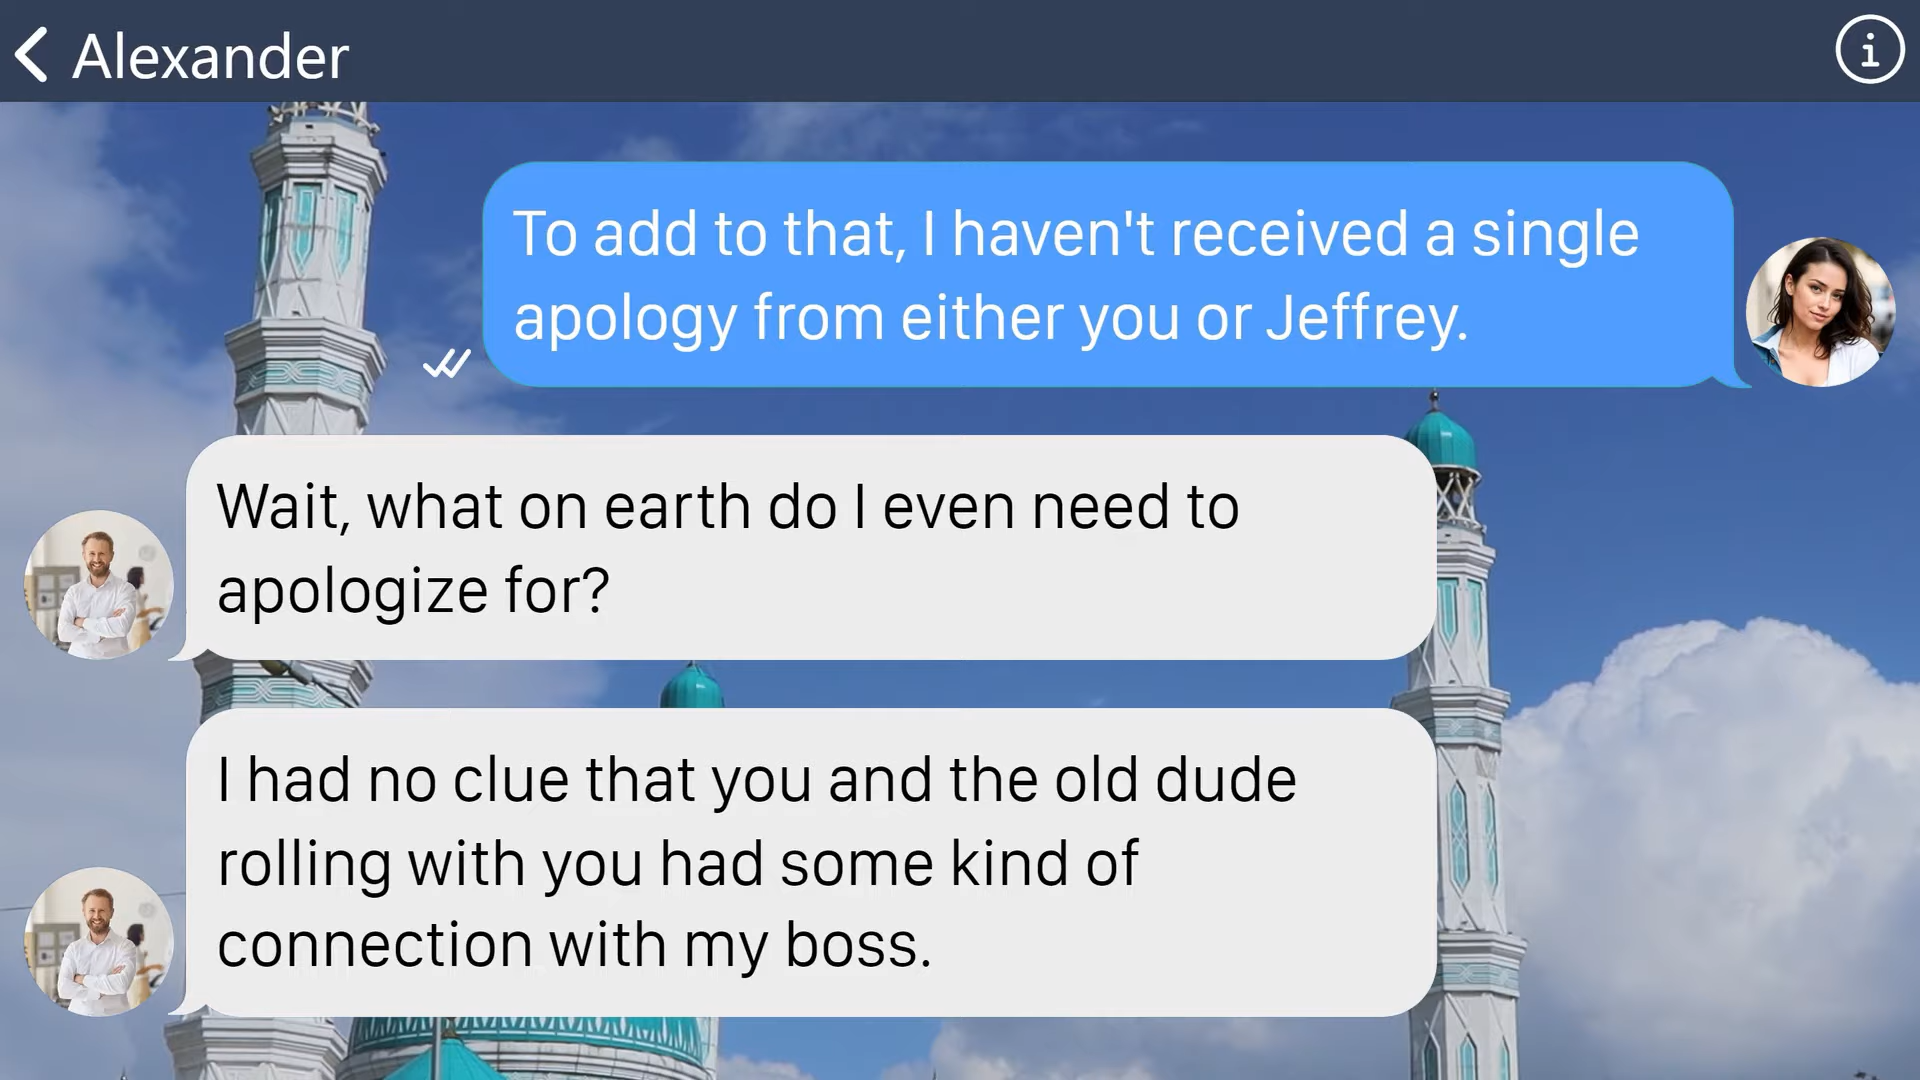 Alexander
To add to that, I haven't received a single
apology from either you or Jeffrey.
Wait, what on earth do I even need to
apologize for?
I had no clue that you and the old dude
rolling with you had some kind of
connection with my boss.